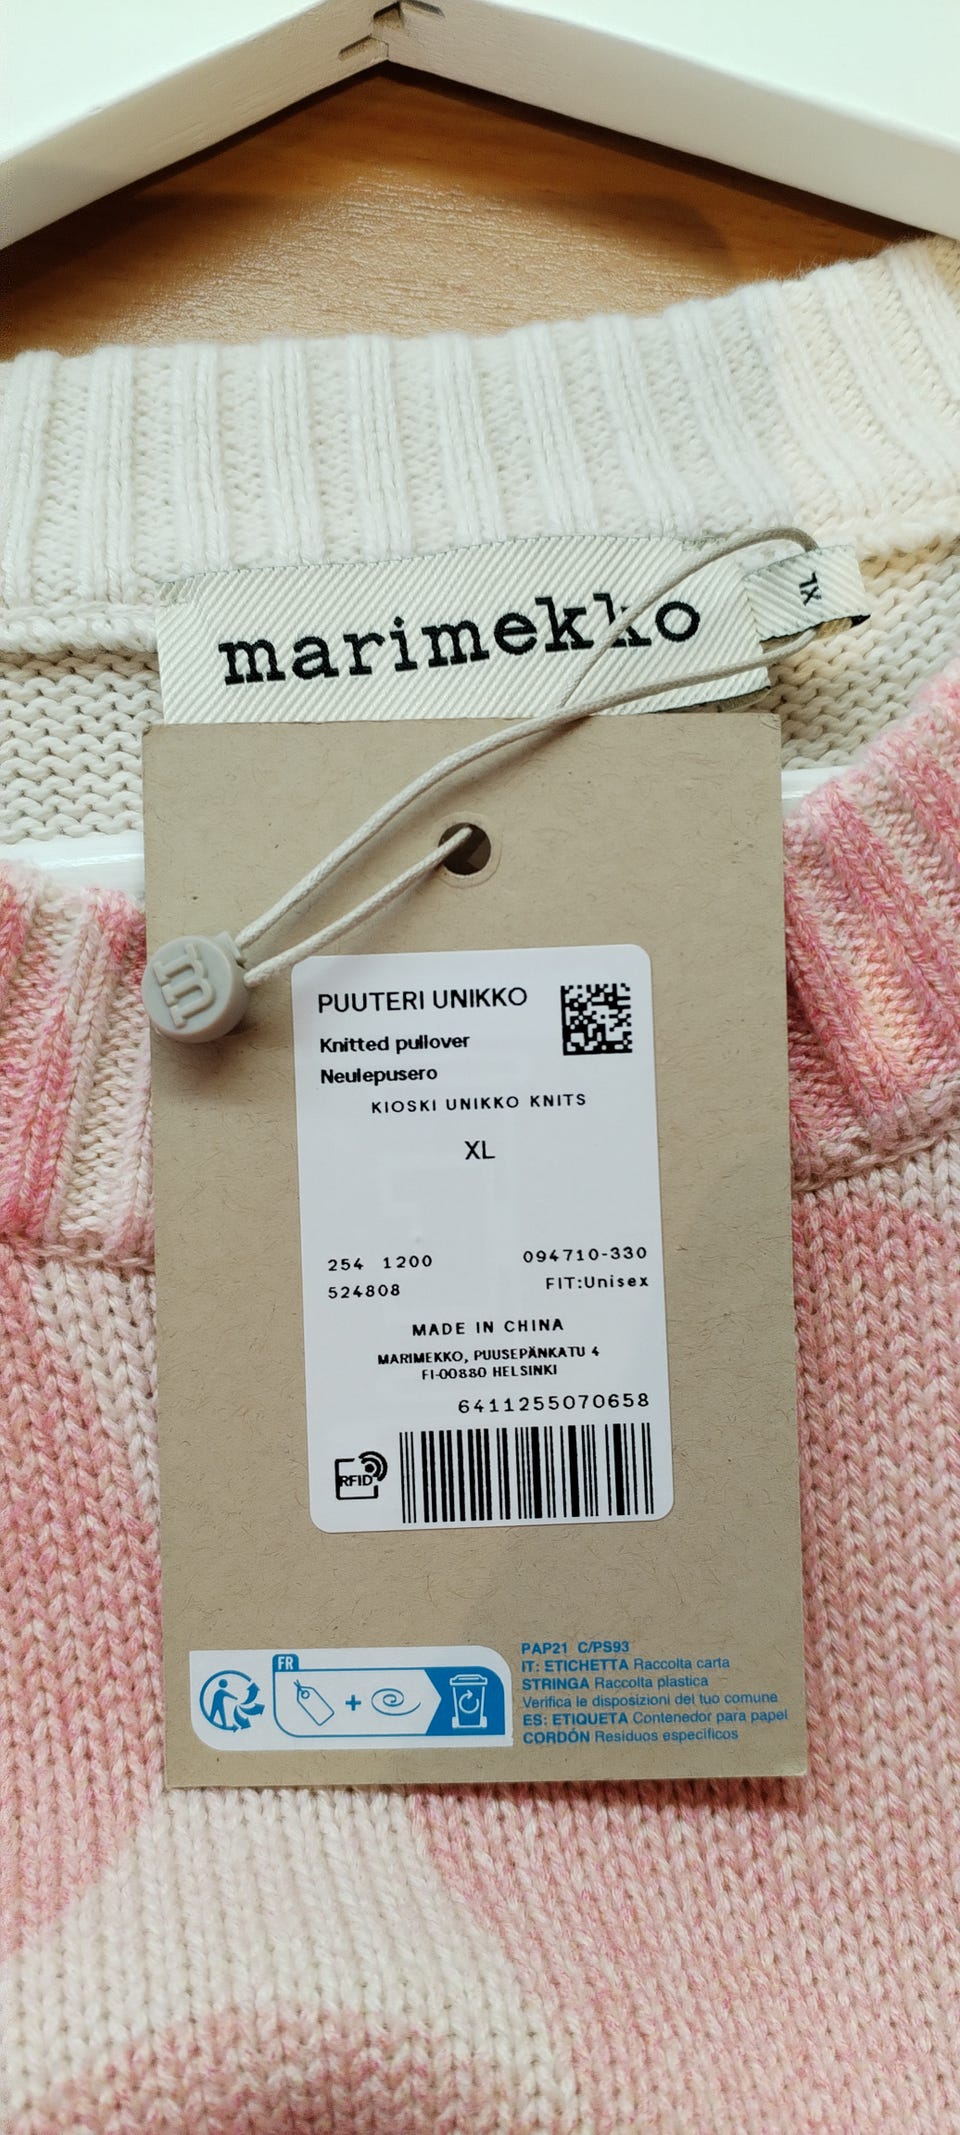 marimekko
XL
m
PUUTERI UNIKKO
Knitted pullover
Neulepusero
KIOSKI UNIKKO KNITS
XL
254 1200
094710-330
524808
FIT:Unisex
MADE IN CHINA
MARIMEKKO, PUUSEPÄNKATU 4
FI-00880 HELSINKI
6411255070658
RFID
FR
PAP21 C/PS93
IT: ETICHETTA Raccolta carta
STRINGA Raccolta plastica
Verifica le disposizioni del tuo comune
ES: ETIQUETA Contenedor para papel
CORDÓN Residuos específicos